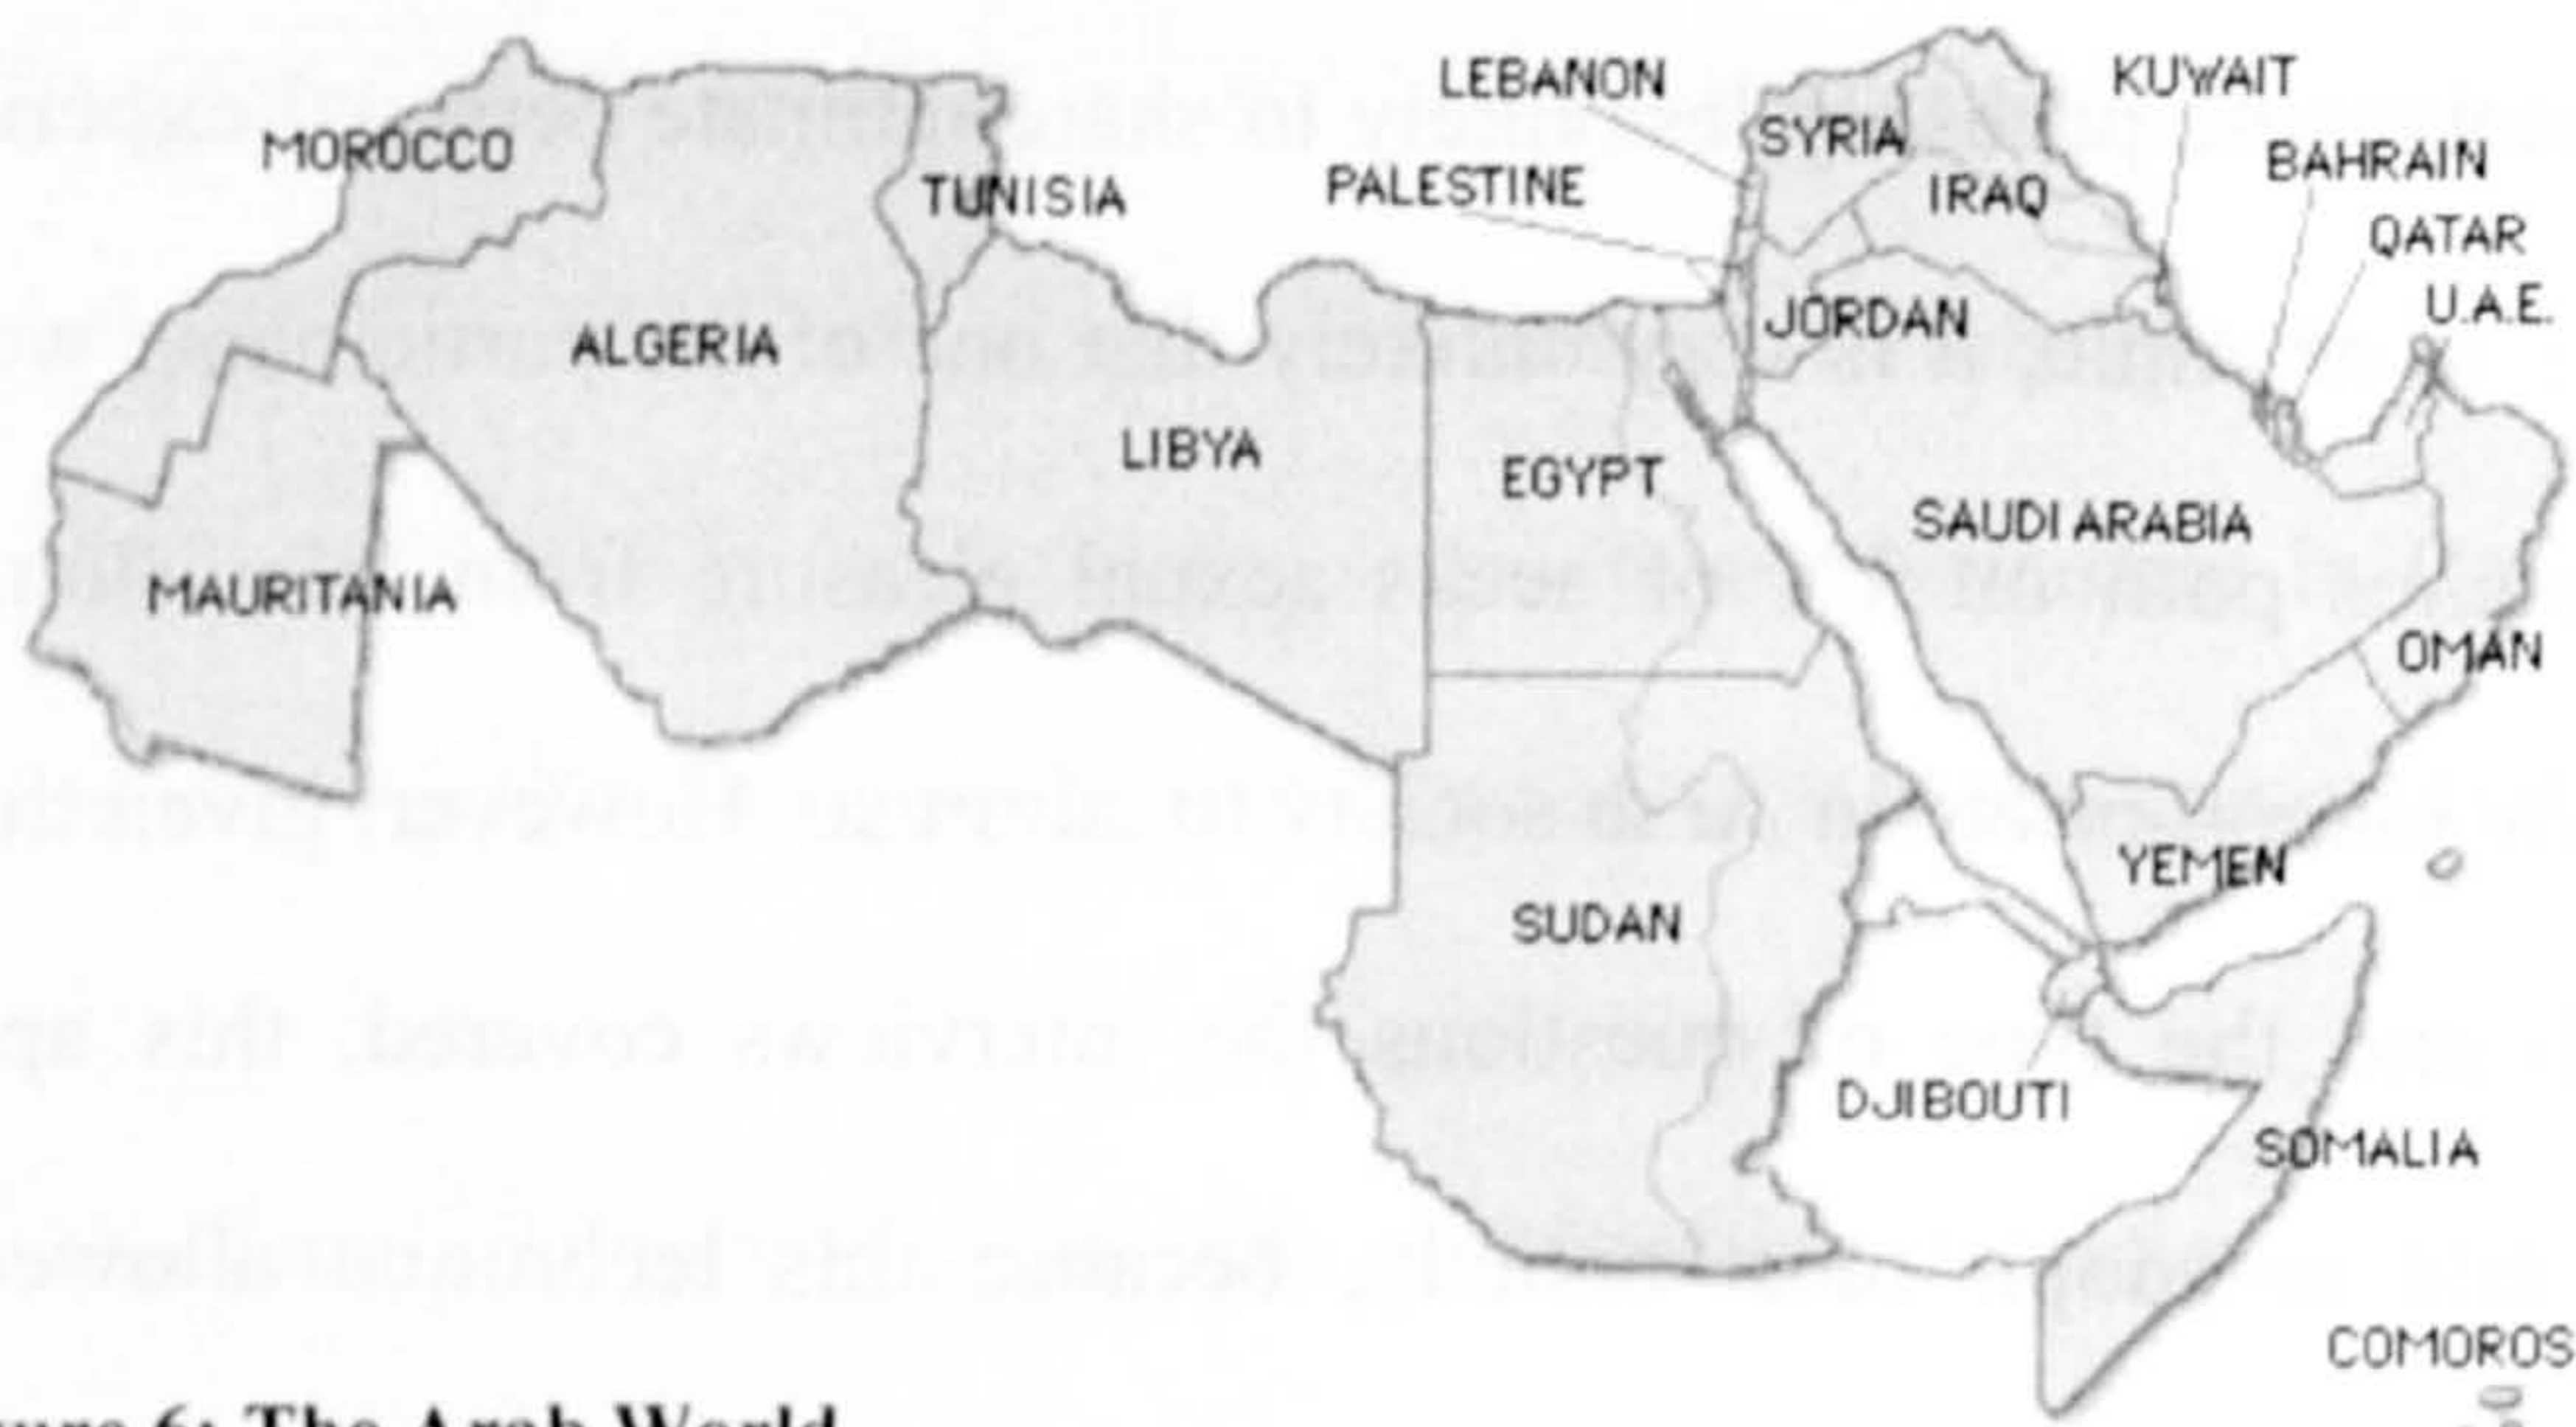 LEBANON
KUWAIT
SYRIA
MOROCCO
BAHRAIN
PALESTINE
TUNISIA
IRAQ
QATAR
U.A.E.
JORDAN
ALGERIA
LIBYA
EGYPT
SAUDI ARABIA
MAURITANIA
OMAN
YEMEN
SUDAN
DJIBOUTI
SOMALIA
COMOROS
6: The Arab World